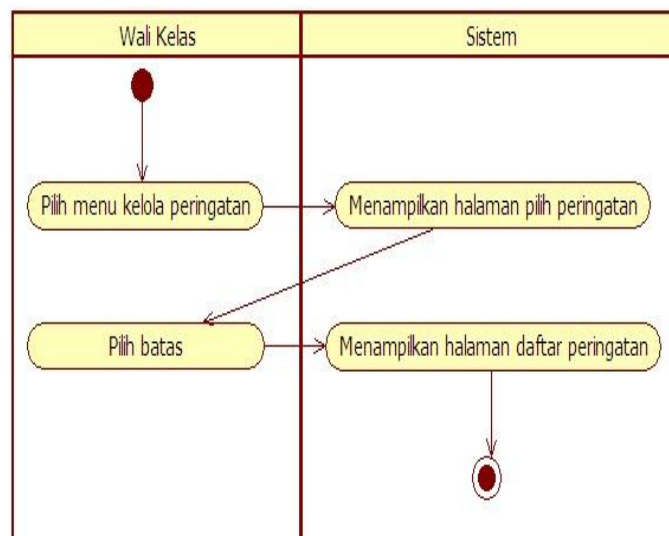 Wali Kelas
Sistem
Pilih menu kelola peringatan
Menampilkan halaman pilih peringatan
Pilih batas
Menampilkan halaman daftar peringatan